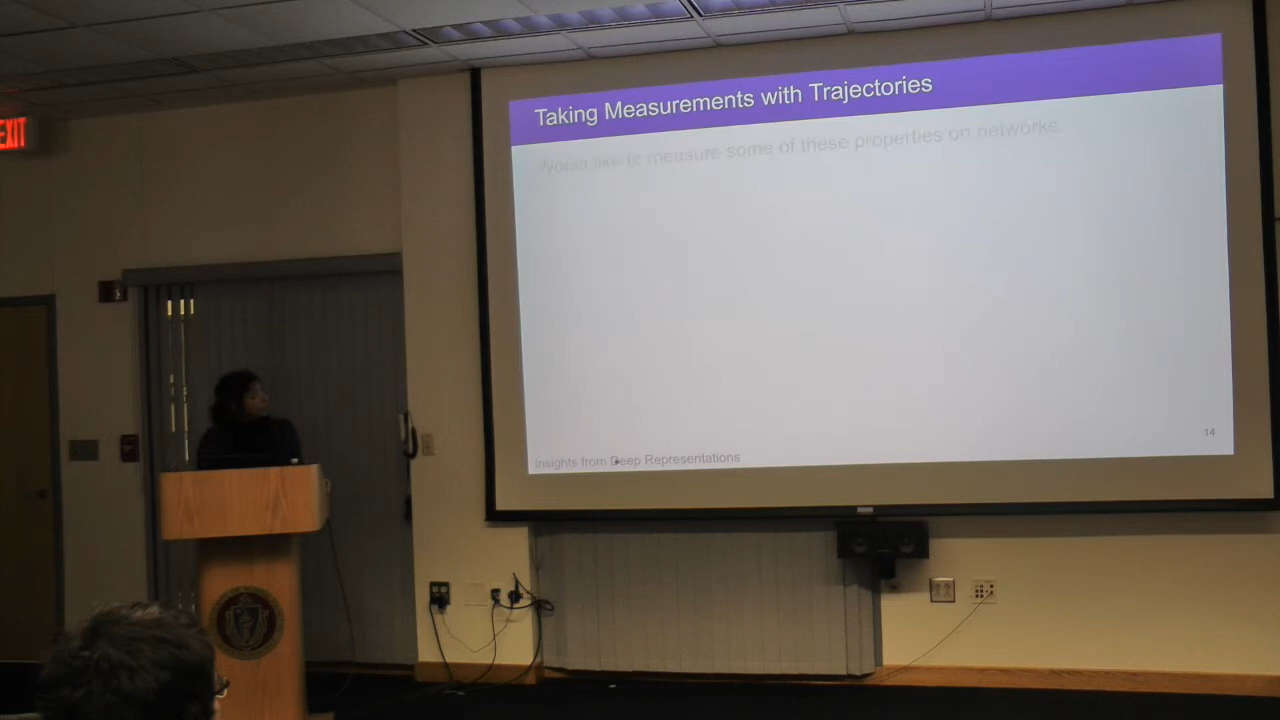 EXIT
Taking Measurements with Trajectories
Would like to measure some of these properties on networks.
14
Insights from Deep Representations